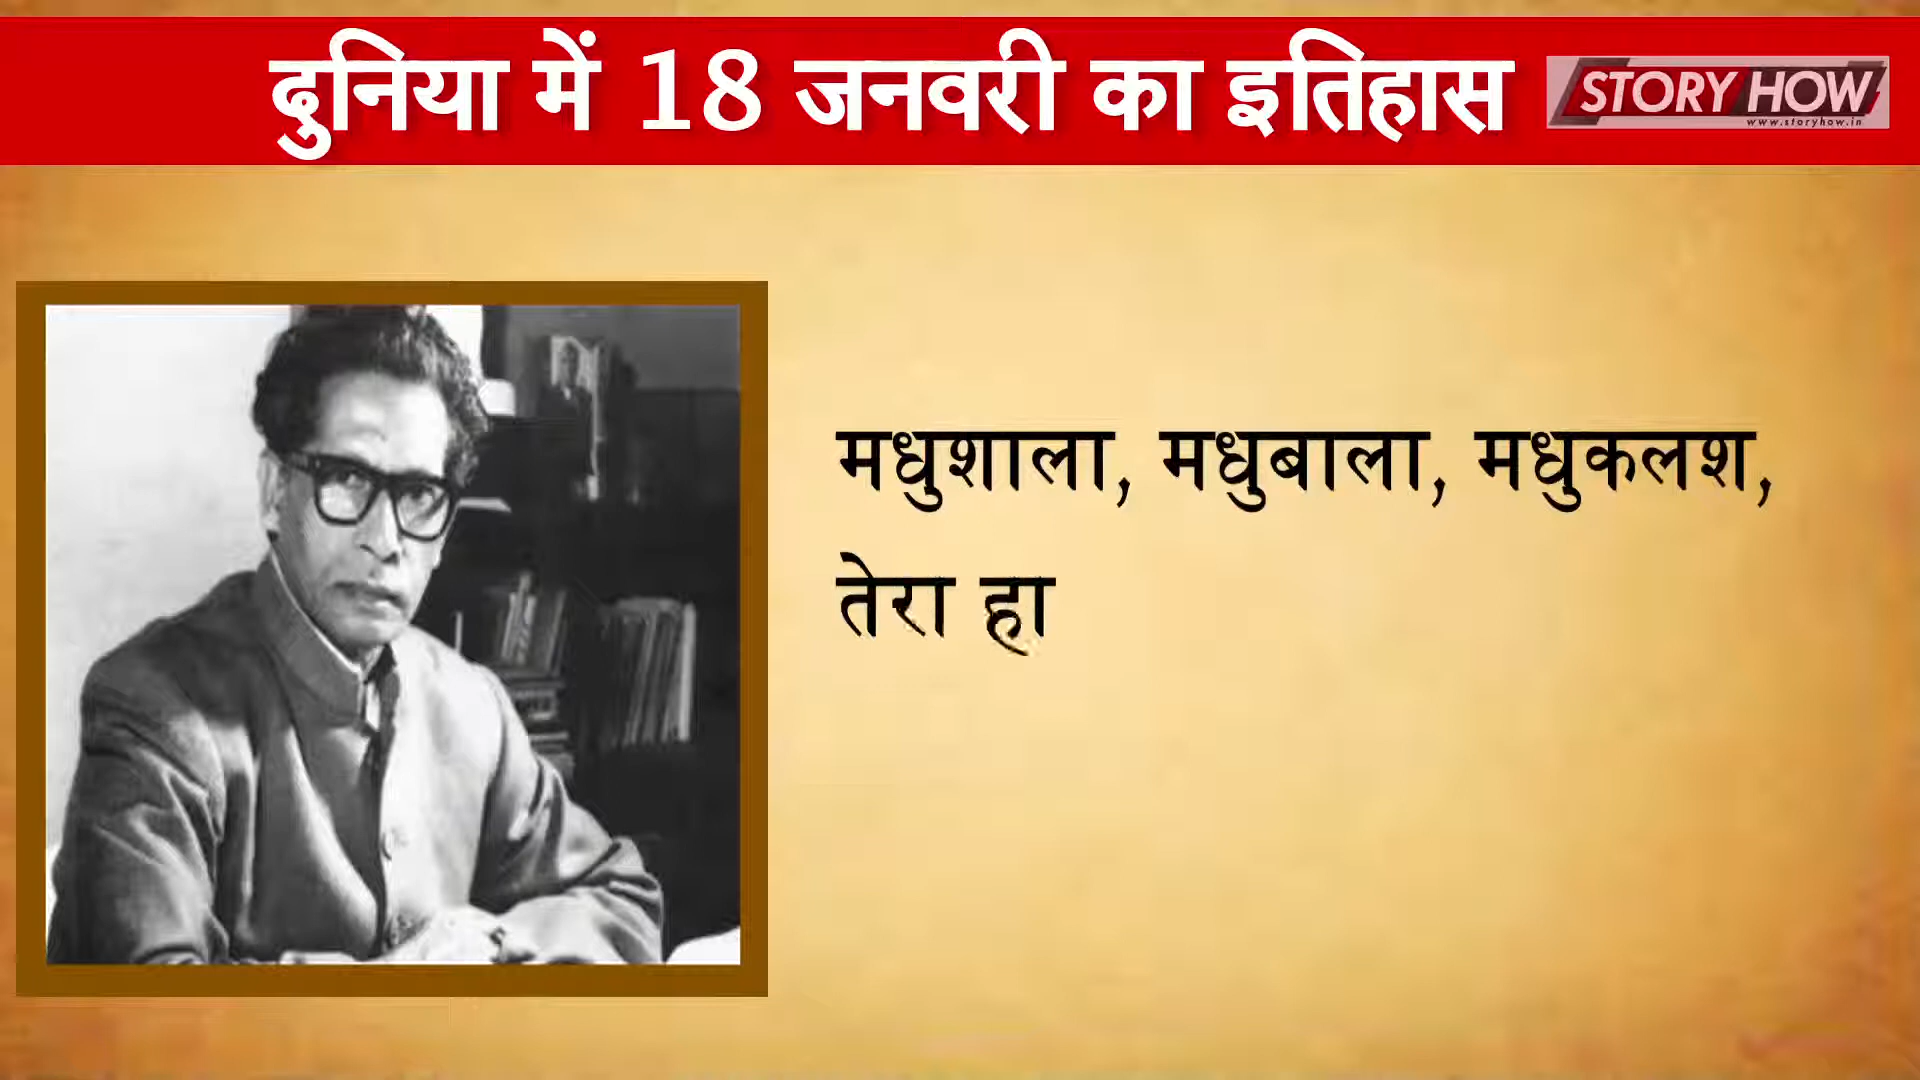 दुनिया में 18 जनवरी का इतिहास
STORY HOW
www.storyhow.in
मधुशाला, मधुबाला, मधुकलश,
तेरा हा